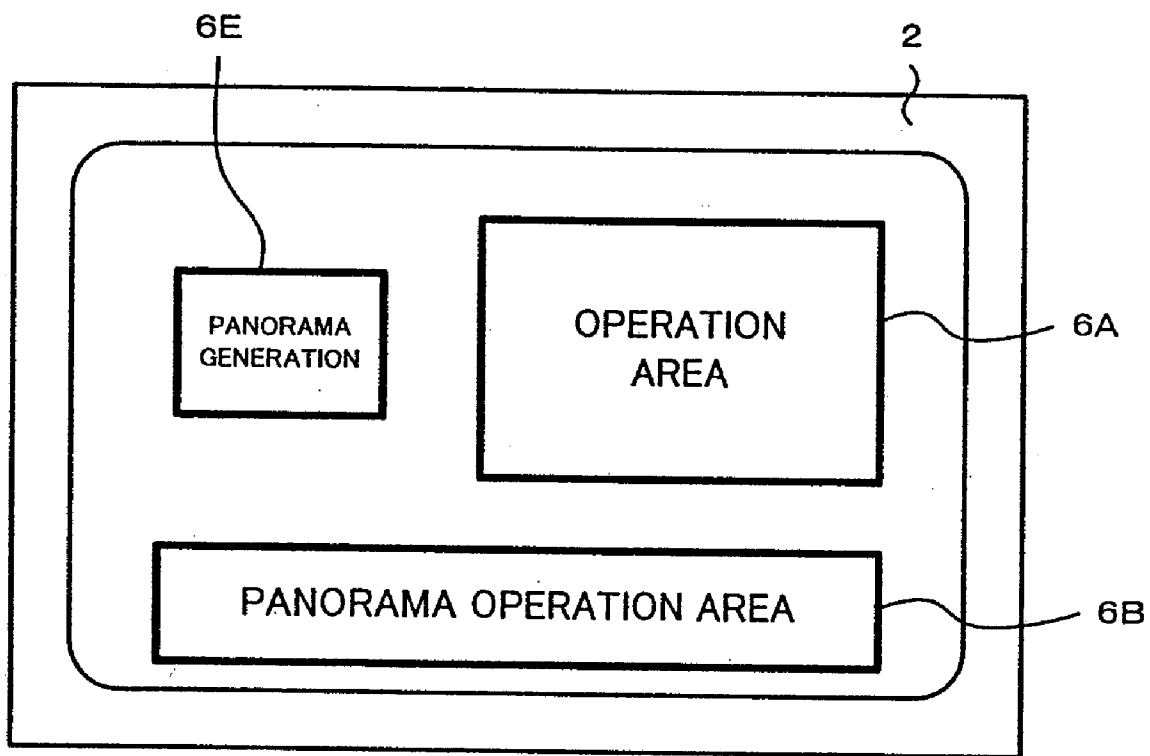 6E
2
PANORAMA
GENERATION
OPERATION
AREA
6A
PANORAMA OPERATION AREA
6B